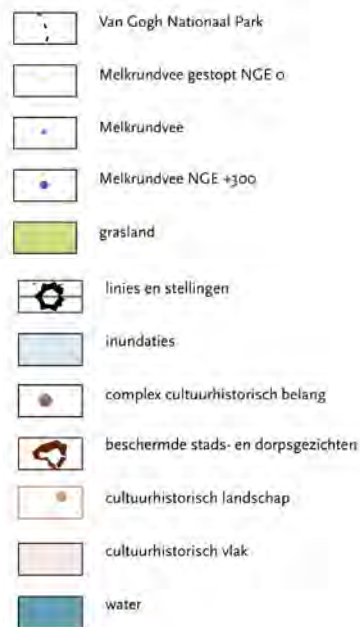 Van Gogh Nationaal Park
Melkrundvee gestopt NGE 0
Melkrundvee
Melkrundvee NGE +300
grasland
linies en stellingen
inundaties
complex cultuurhistorisch belang
beschermde stads- en dorpsgezichten
cultuurhistorisch landschap
cultuurhistorisch vlak
water